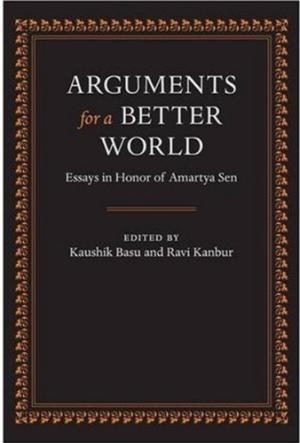 ARGUMENTS
for a BETTER
WORLD
Essays in Honor of Amartya Sen
EDITED BY
Kaushik Basu and Ravi Kanbur